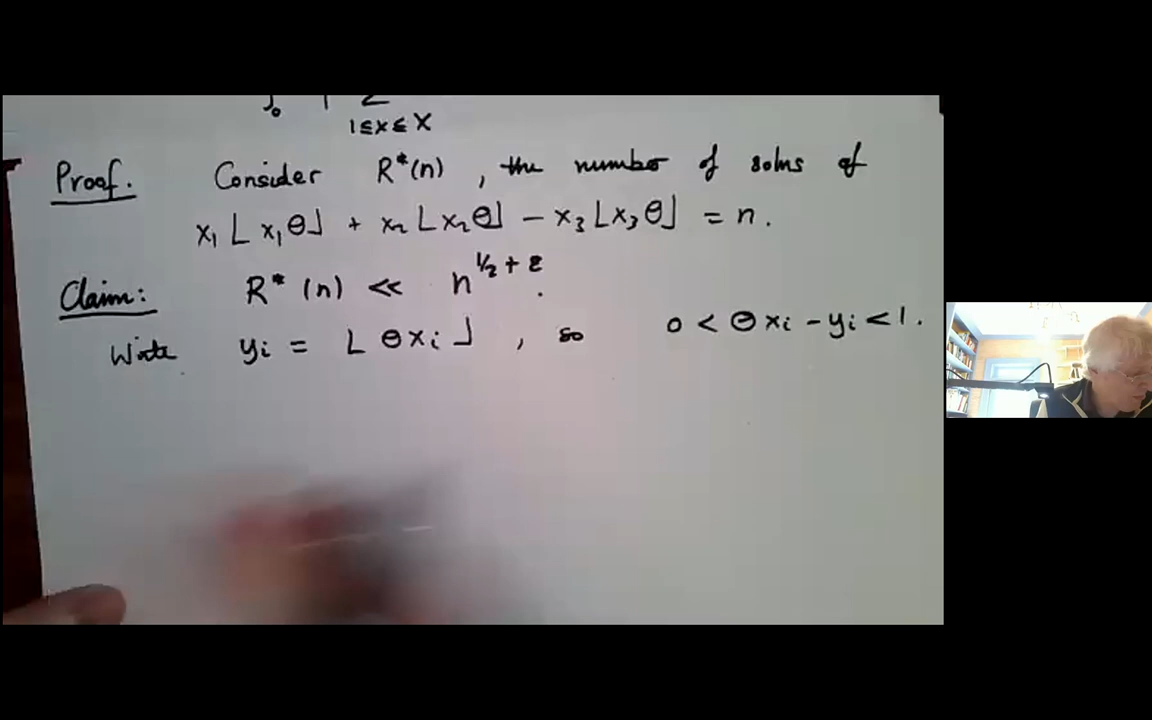 1≤x≤X
Proof. Consider R*(n), the number of solns of
x₁⌊x₁θ⌋ + x₂⌊x₂θ⌋ − x₃⌊x₃θ⌋ = n.
Claim: R*(n) ≪ n^{1/2+ε}.
Write yᵢ = ⌊θxᵢ⌋, so 0 < θxᵢ − yᵢ < 1.